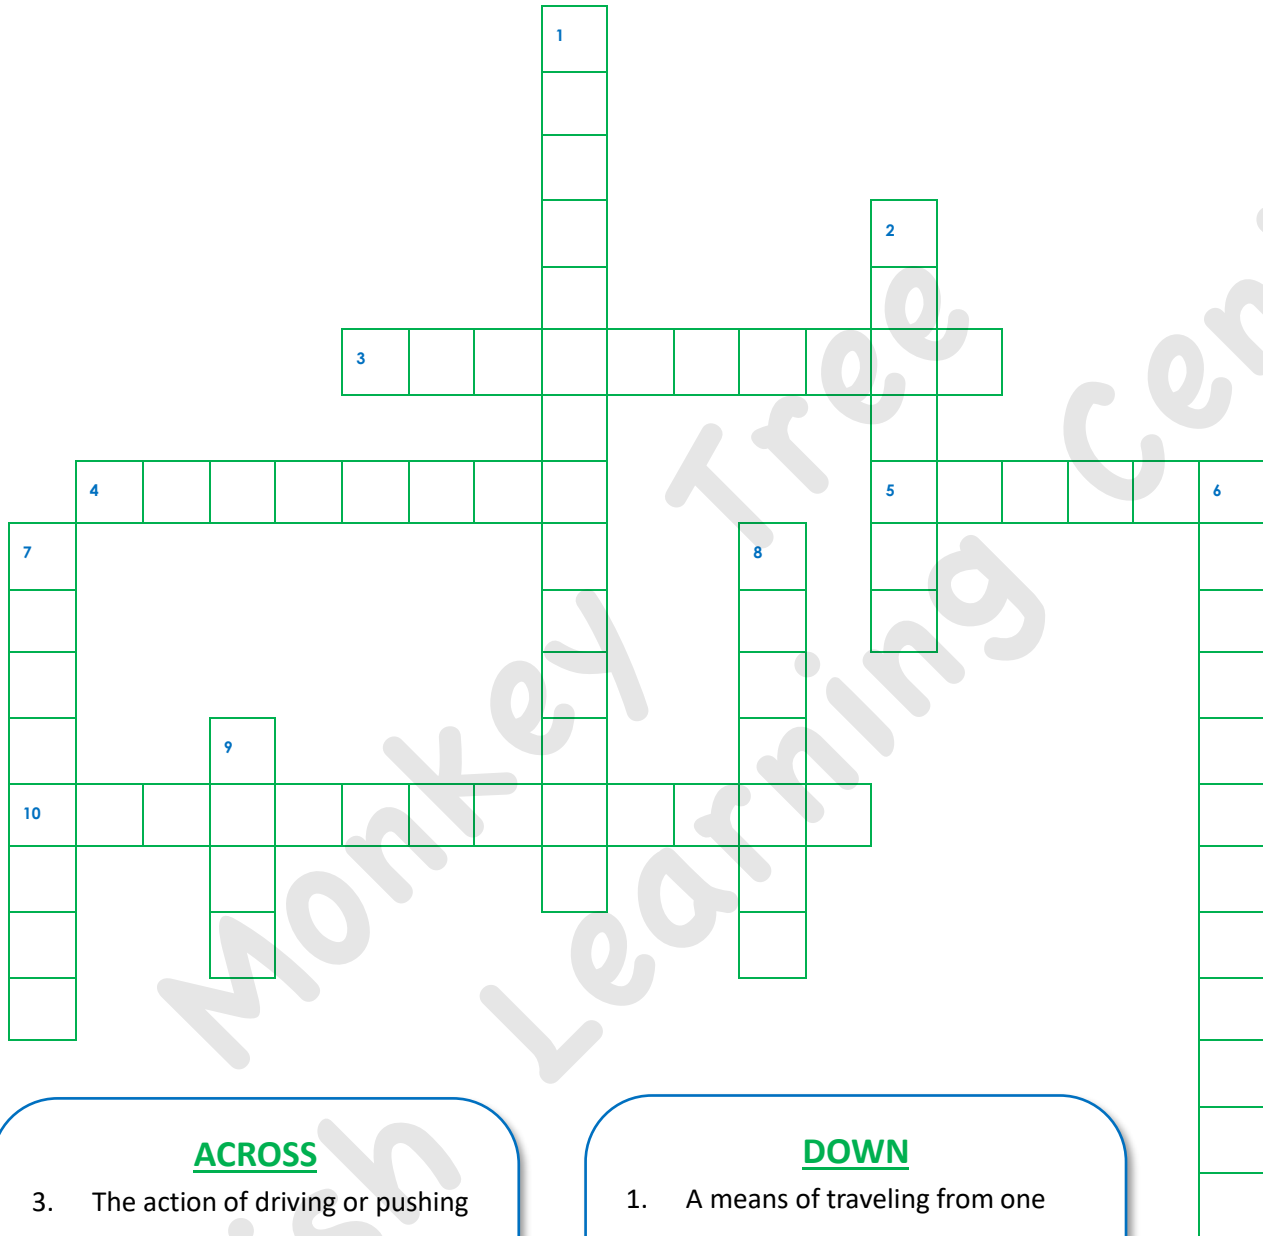 1
2
3
4
5
6
7
8
9
10
Monkey Tree
Learning
ACROSS
3. The action of driving or pushing
DOWN
1. A means of traveling from one